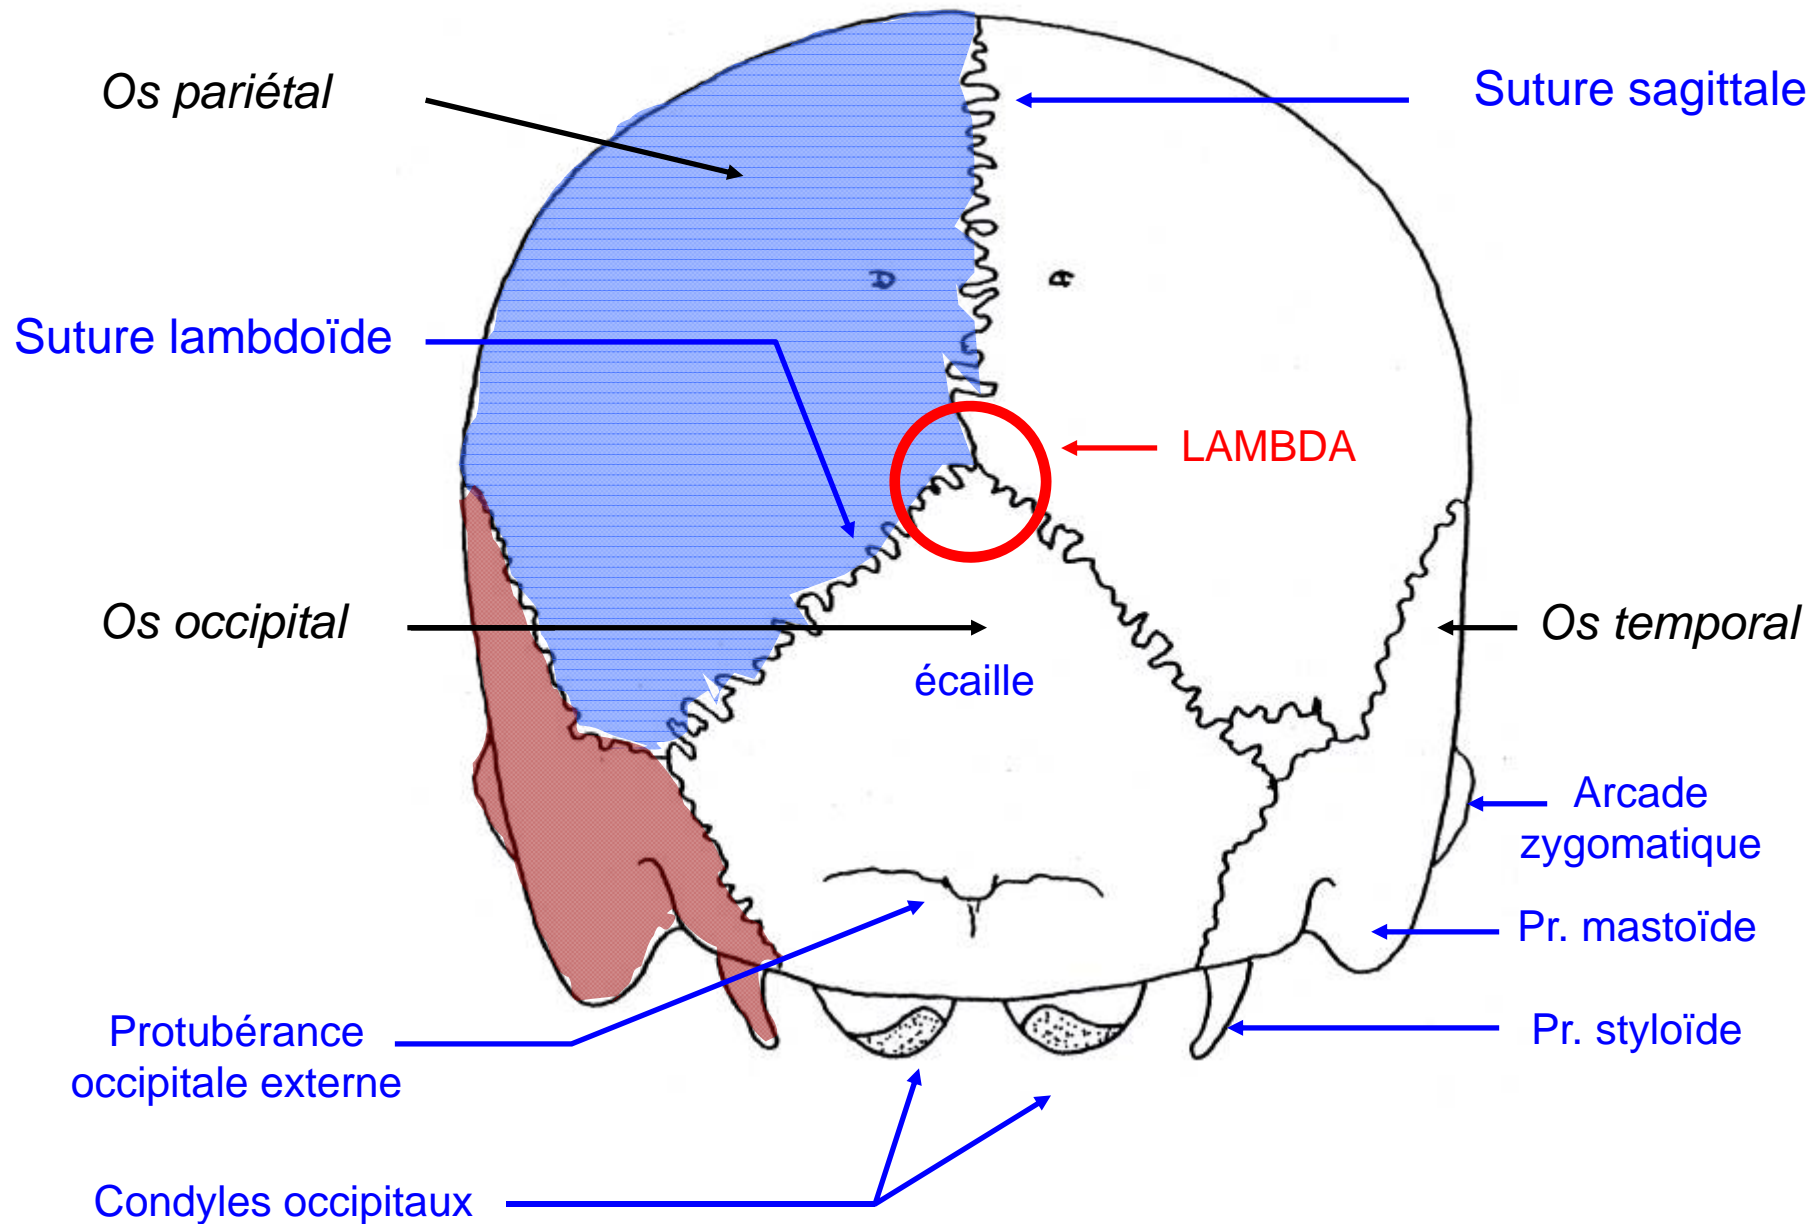 Os pariétal
Suture sagittale
Suture lambdoïde
LAMBDA
Os occipital
Os temporal
écaille
Arcade
zygomatique
Pr. mastoïde
Protubérance
occipitale externe
Pr. styloïde
Condyles occipitaux